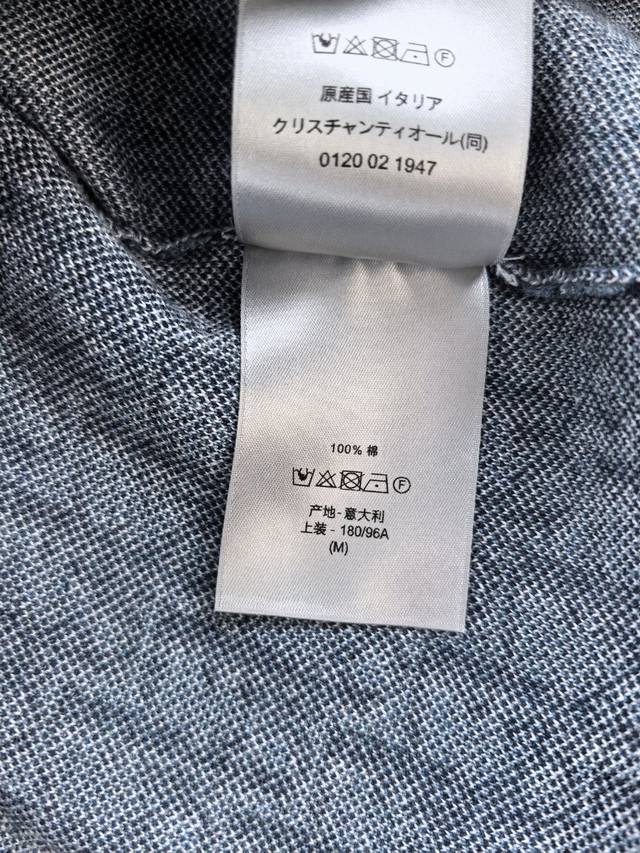 原産国 イタリア
クリスチャンディオール(同)
0120 02 1947
100% 棉
产地-意大利
上装 - 180/96A
(M)